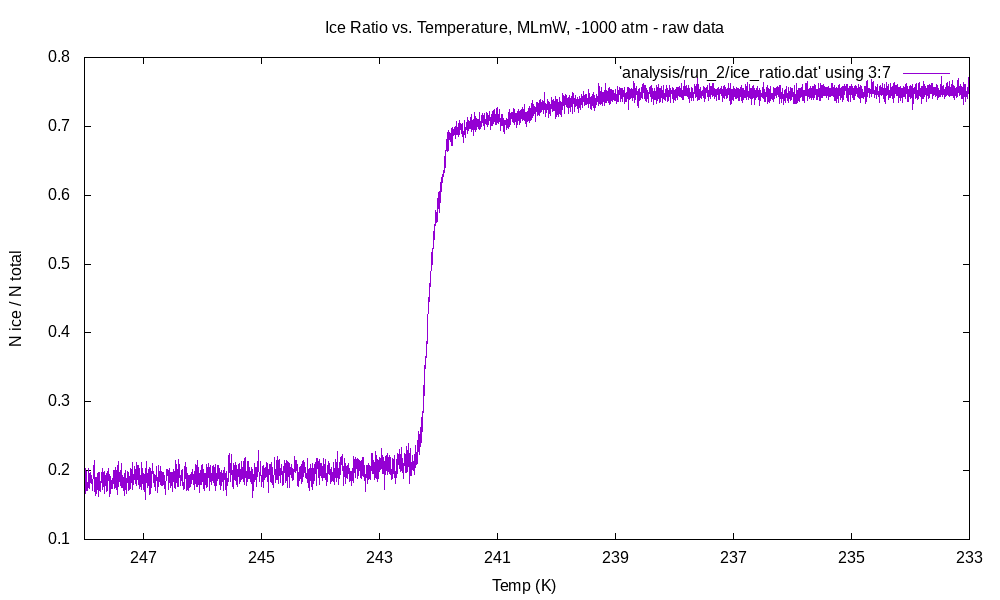 Ice Ratio vs. Temperature, MLmW, -1000 atm - raw data
'analysis/run_2/ice_ratio.dat' using 3:7
N ice / N total
0.8
0.7
0.6
0.5
0.4
0.3
0.2
0.1
247 245 243 241 239 237 235 233
Temp (K)